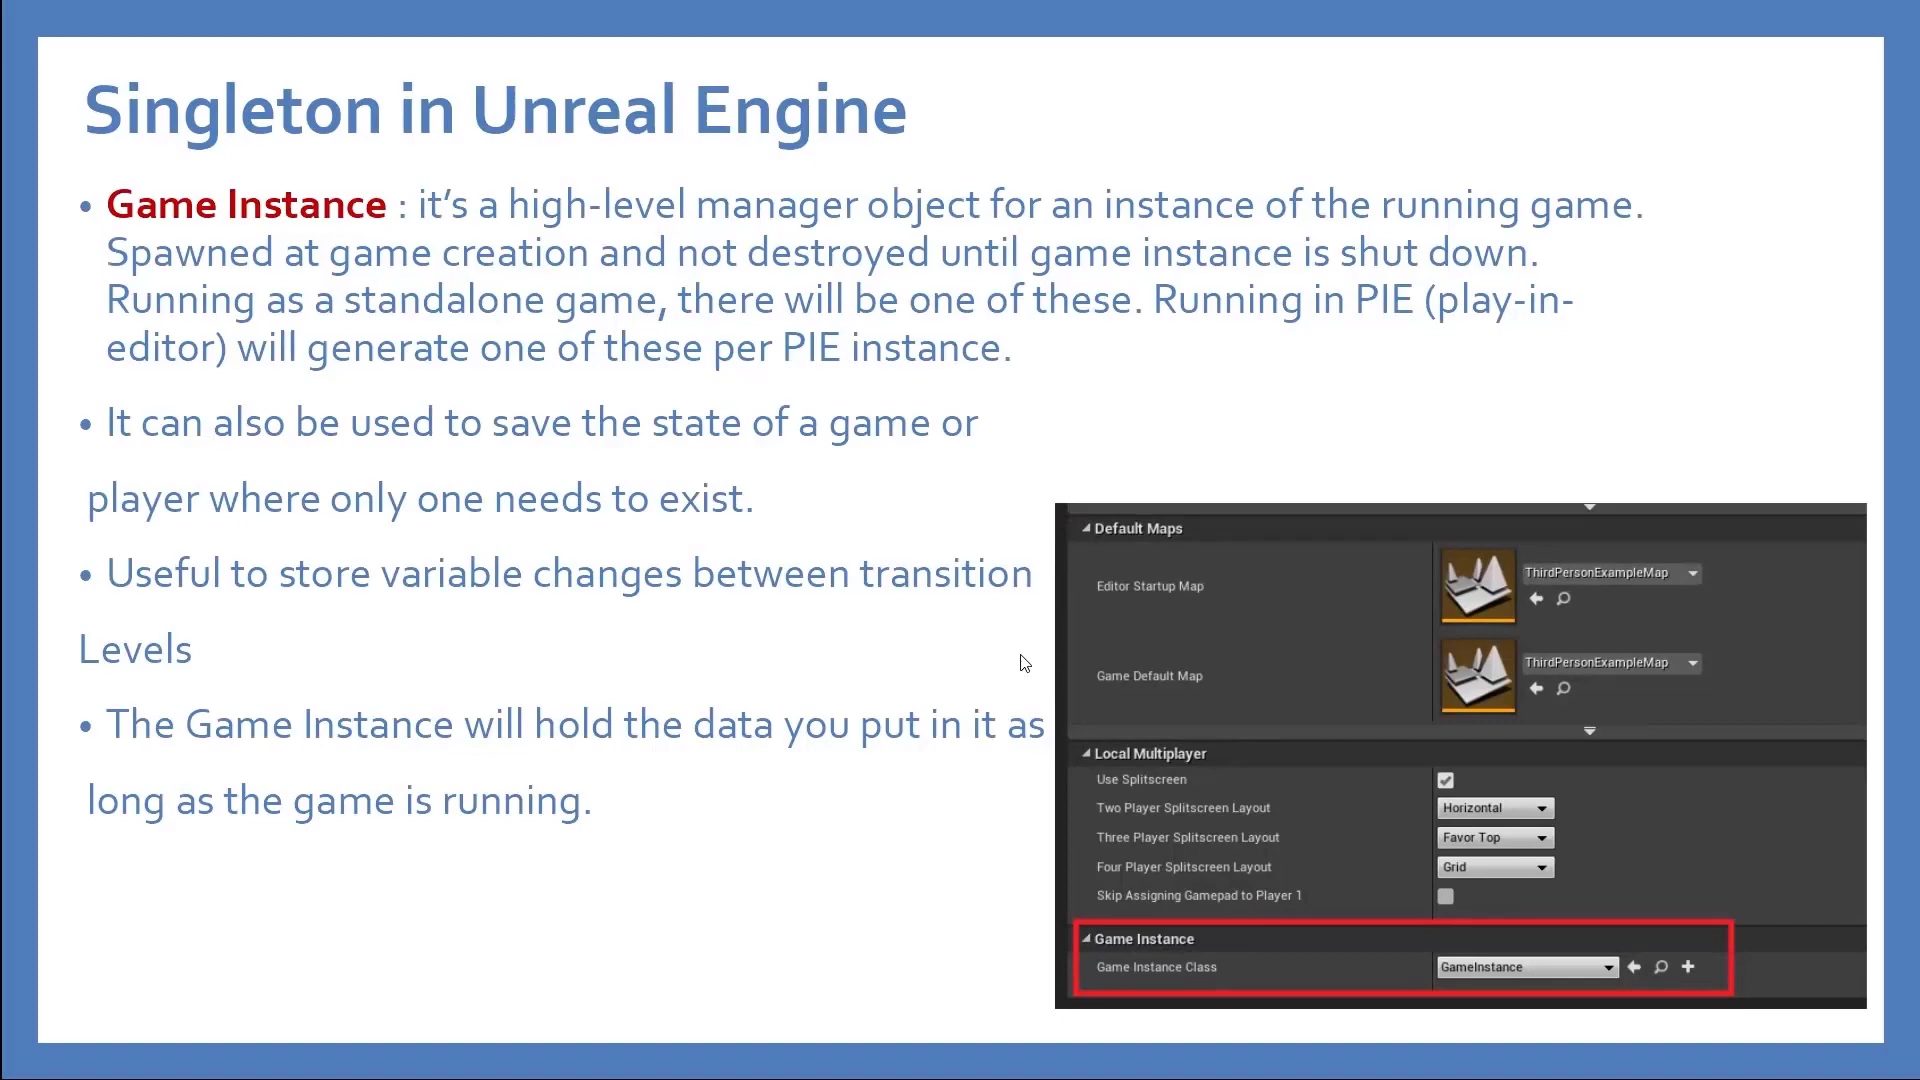 Singleton in Unreal Engine
• Game Instance : it’s a high-level manager object for an instance of the running game.
Spawned at game creation and not destroyed until game instance is shut down.
Running as a standalone game, there will be one of these. Running in PIE (play-in-
editor) will generate one of these per PIE instance.
• It can also be used to save the state of a game or
player where only one needs to exist.
• Useful to store variable changes between transition
Levels
• The Game Instance will hold the data you put in it as
long as the game is running.
Default Maps
Editor Startup Map
ThirdPersonExampleMap
Game Default Map
ThirdPersonExampleMap
Local Multiplayer
Use Splitscreen
Two Player Splitscreen Layout Horizontal
Three Player Splitscreen Layout Favor Top
Four Player Splitscreen Layout Grid
Skip Assigning Gamepad to Player 1
Game Instance
Game Instance Class GameInstance